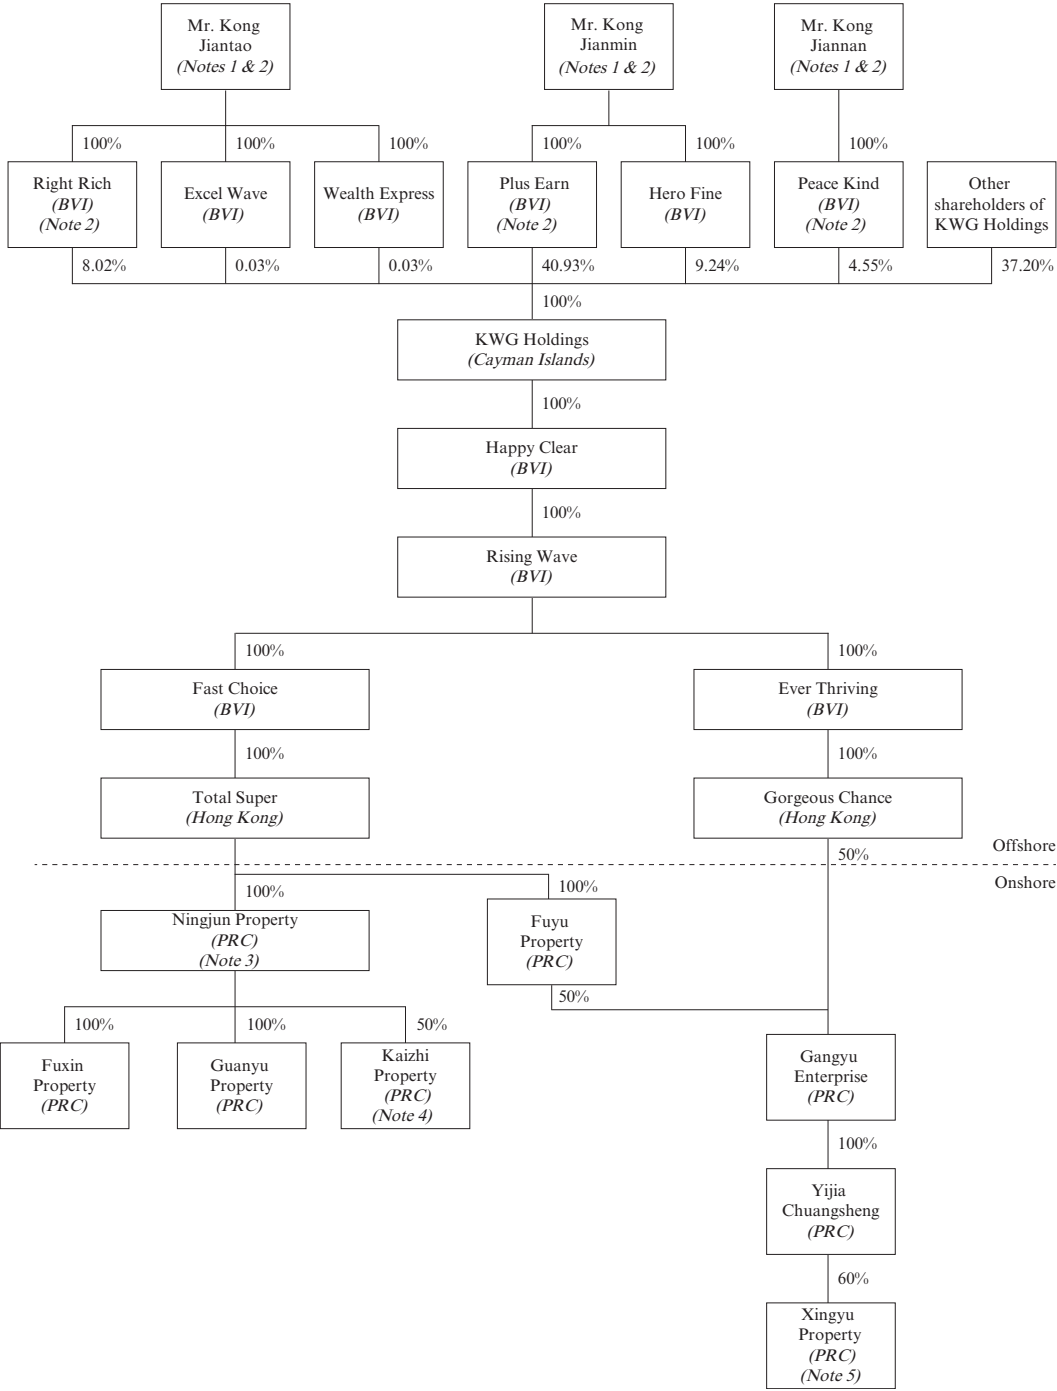 Mr. Kong
Jiantao
(Notes 1 & 2)
Mr. Kong
Jianmin
(Notes 1 & 2)
Mr. Kong
Jiannan
(Notes 1 & 2)
100%
100%
100%
100%
100%
100%
Right Rich
(BVI)
(Note 2)
Excel Wave
(BVI)
Wealth Express
(BVI)
Plus Earn
(BVI)
(Note 2)
Hero Fine
(BVI)
Peace Kind
(BVI)
(Note 2)
Other
shareholders of
KWG Holdings
8.02%
0.03%
0.03%
40.93%
9.24%
4.55%
37.20%
100%
KWG Holdings
(Cayman Islands)
100%
Happy Clear
(BVI)
100%
Rising Wave
(BVI)
100%
100%
Fast Choice
(BVI)
Ever Thriving
(BVI)
100%
100%
Total Super
(Hong Kong)
Gorgeous Chance
(Hong Kong)
50%
Offshore
Onshore
100%
100%
Ningjun Property
(PRC)
(Note 3)
Fuyu
Property
(PRC)
50%
100%
100%
50%
Fuxin
Property
(PRC)
Guanyu
Property
(PRC)
Kaizhi
Property
(PRC)
(Note 4)
Gangyu
Enterprise
(PRC)
100%
Yijia
Chuangsheng
(PRC)
60%
Xingyu
Property
(PRC)
(Note 5)